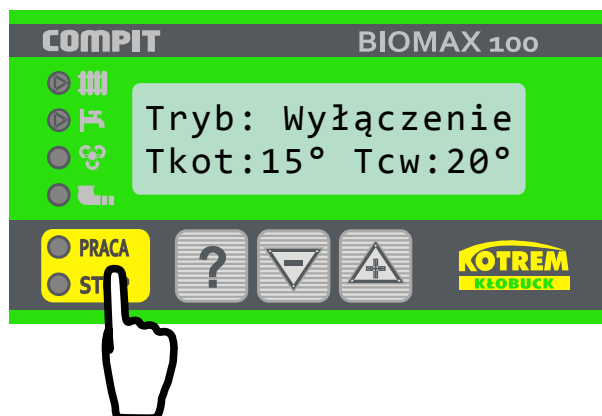 COMPIT BIOMAX 100
Tryb: Wyłączenie
Tkot:15° Tcw:20°
PRACA
?
KOTREM
KŁOBUCK